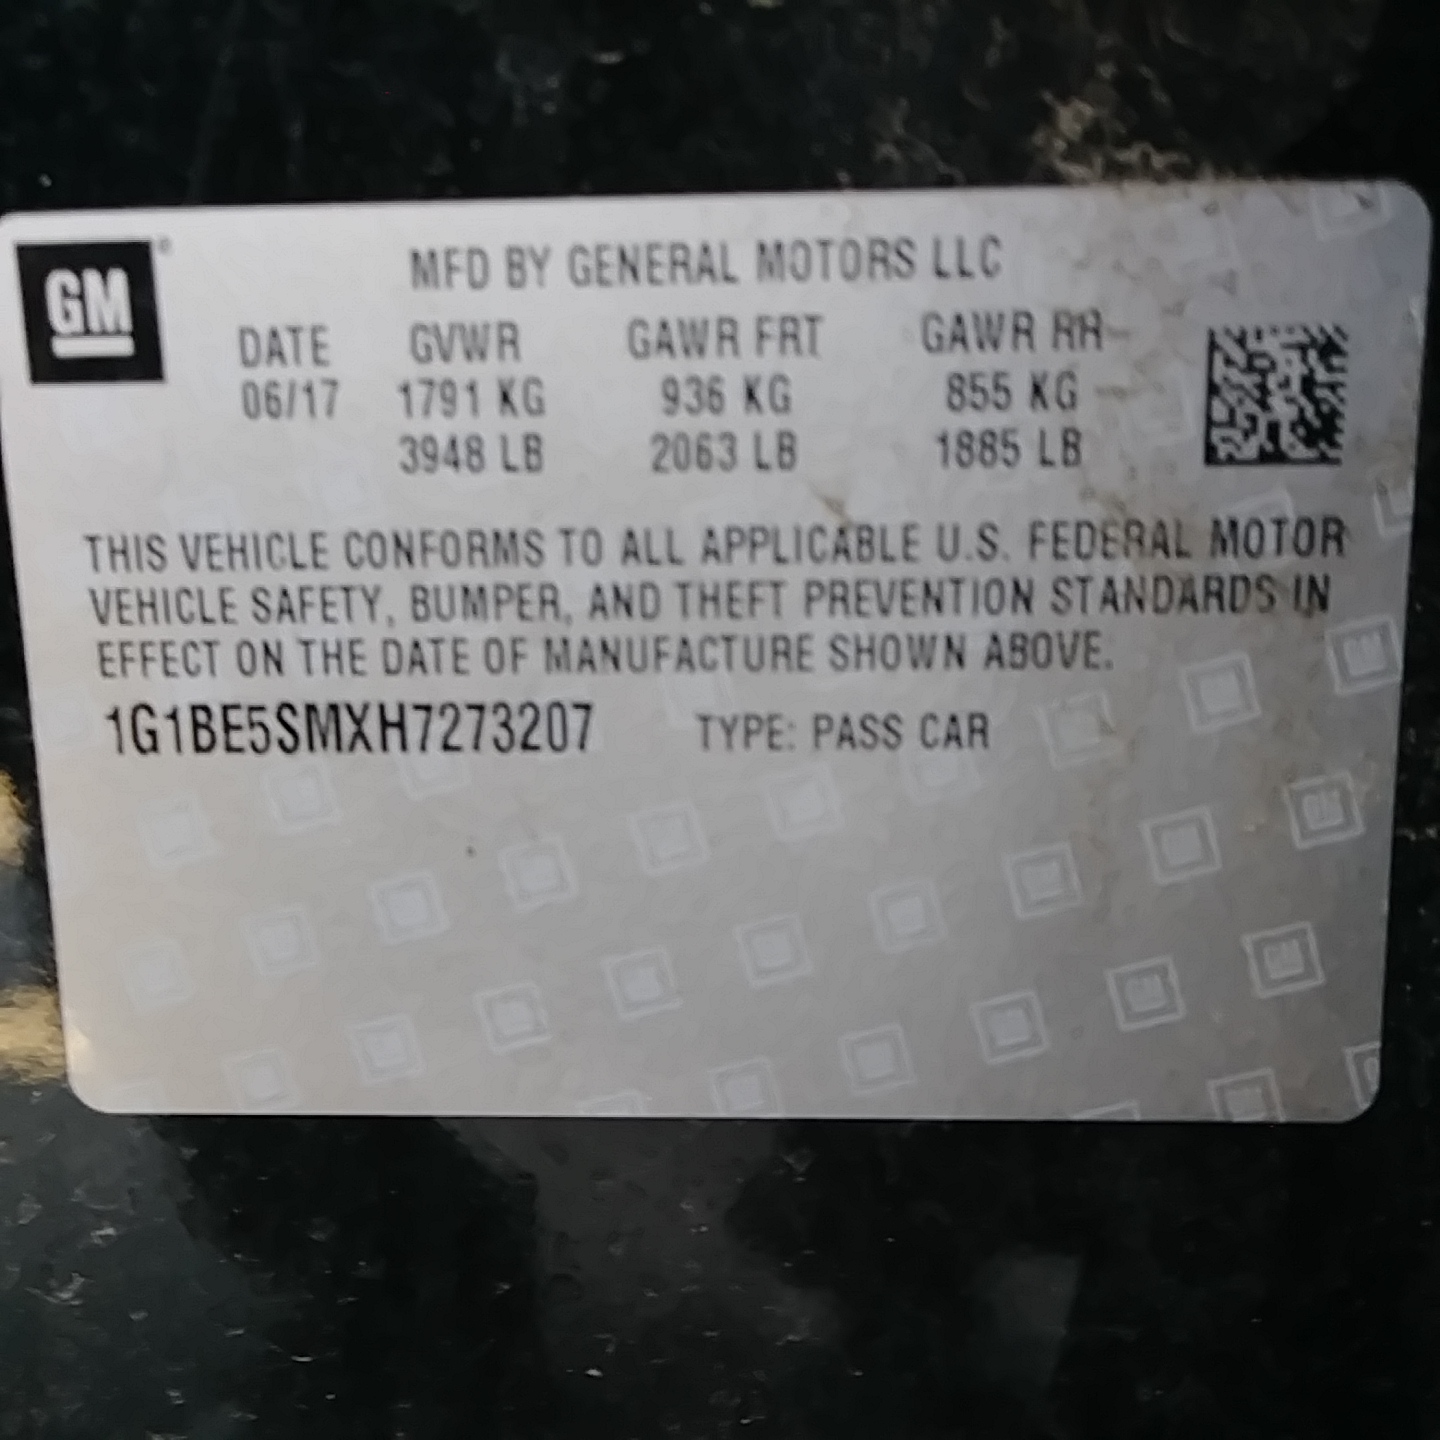 GM
MFD BY GENERAL MOTORS LLC
DATE GVWR GAWR FRT GAWR RR
06/17 1791 KG 936 KG 855 KG
3948 LB 2063 LB 1885 LB
THIS VEHICLE CONFORMS TO ALL APPLICABLE U.S. FEDERAL MOTOR
VEHICLE SAFETY, BUMPER, AND THEFT PREVENTION STANDARDS IN
EFFECT ON THE DATE OF MANUFACTURE SHOWN ABOVE.
1G1BE5SMXH7273207 TYPE: PASS CAR